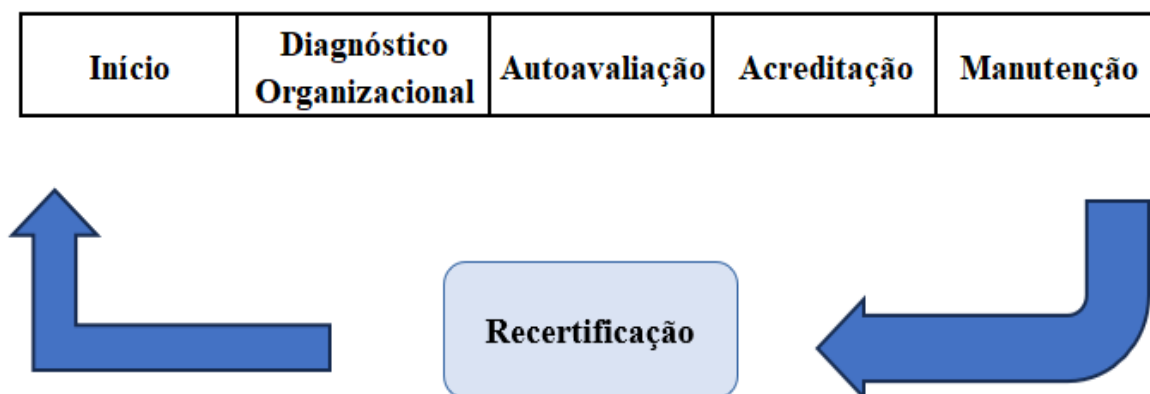 Início
Diagnóstico
Organizacional
Autoavaliação
Acreditação
Manutenção
Recertificação